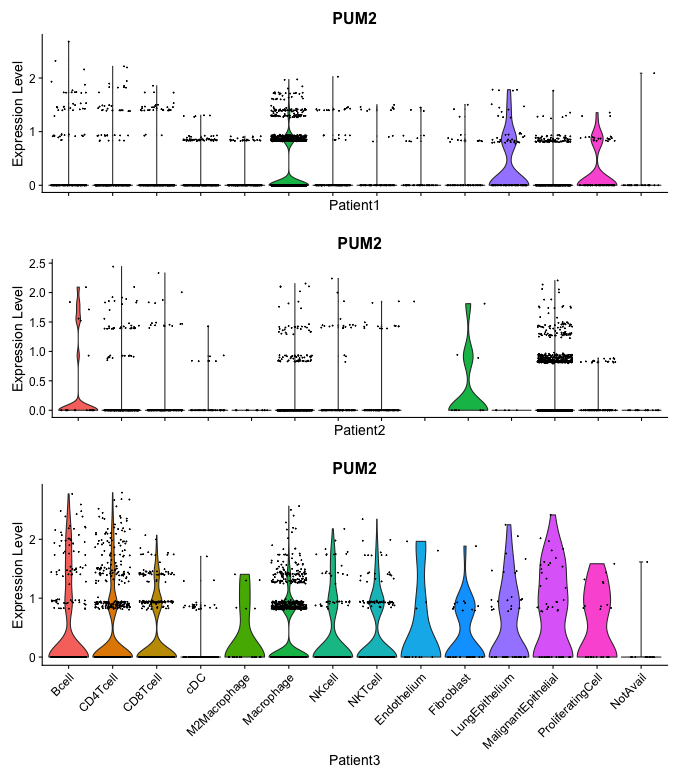 PUM2
Expression Level
2
1
0
Patient1
PUM2
Expression Level
2.5
2.0
1.5
1.0
0.5
0.0
Patient2
PUM2
Expression Level
2
1
0
Bcell
CD4Tcell
CD8Tcell
cDC
M2Macrophage
Macrophage
NKcell
NKTcell
Endothelium
Fibroblast
LungEpithelium
MalignantEpithelial
ProliferatingCell
NotAvail
Patient3